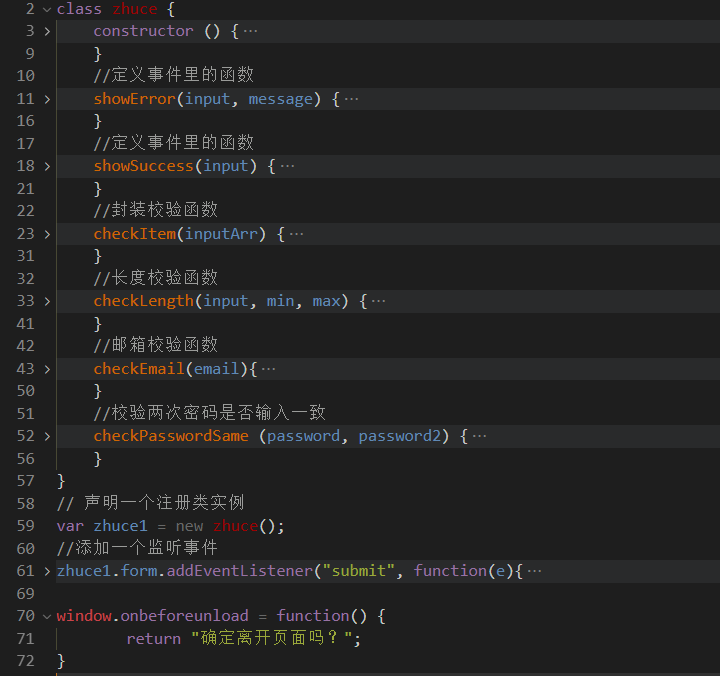 2 class zhuce {
3 constructor () {…
9 }
10 //定义事件里的函数
11 showError(input, message) {…
16 }
17 //定义事件里的函数
18 showSuccess(input) {…
21 }
22 //封装校验函数
23 checkItem(inputArr) {…
31 }
32 //长度校验函数
33 checkLength(input, min, max) {…
41 }
42 //邮箱校验函数
43 checkEmail(email){…
50 }
51 //校验两次密码是否输入一致
52 checkPasswordSame (password, password2) {…
56 }
57 }
58 // 声明一个注册类实例
59 var zhuce1 = new zhuce();
60 //添加一个监听事件
61 zhuce1.form.addEventListener("submit", function(e){…
69
70 window.onbeforeunload = function() {
71 return "确定离开页面吗？";
72 }